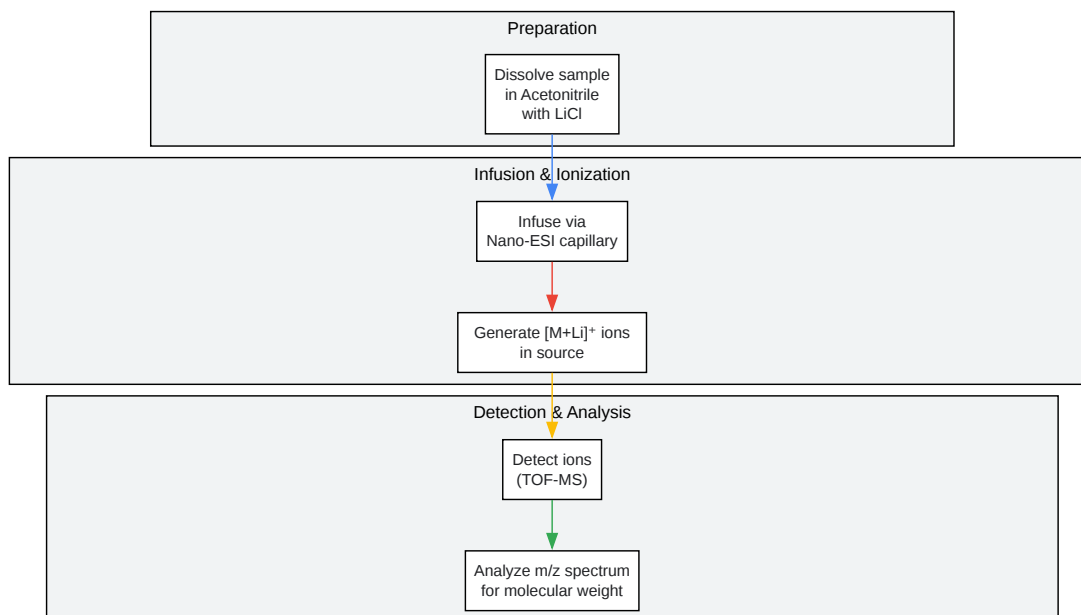 Preparation
Dissolve sample
in Acetonitrile
with LiCl
Infusion & Ionization
Infuse via
Nano-ESI capillary
Generate [M+Li]⁺ ions
in source
Detection & Analysis
Detect ions
(TOF-MS)
Analyze m/z spectrum
for molecular weight